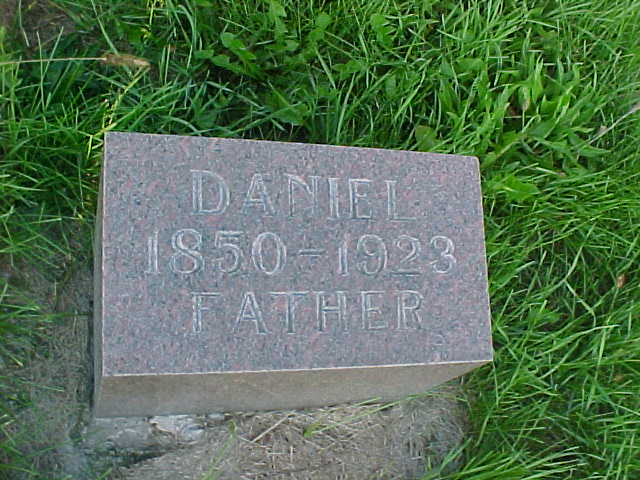 DANIEL
1850-1923
FATHER